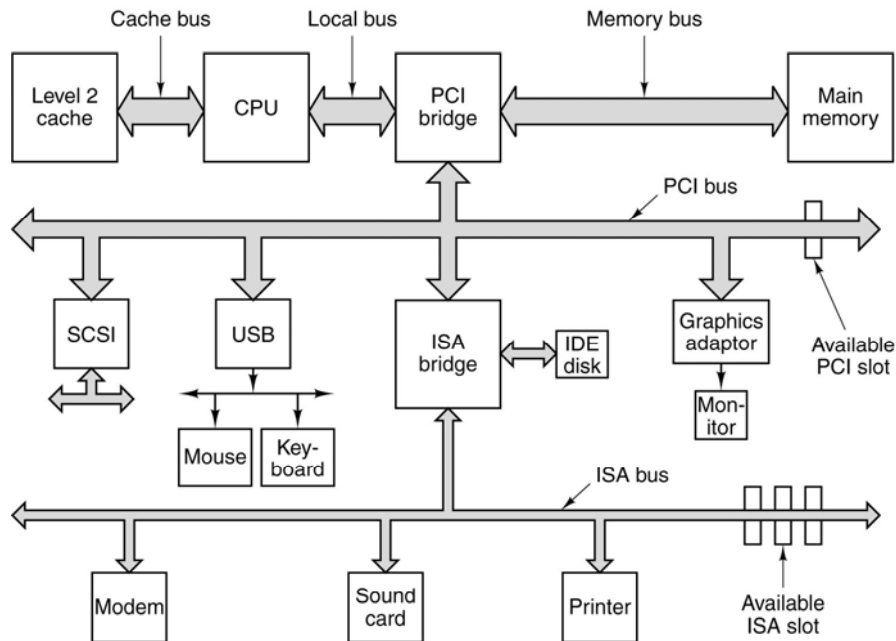 Cache bus
Local bus
Memory bus
Level 2
cache
CPU
PCI
bridge
Main
memory
PCI bus
SCSI
USB
ISA
bridge
IDE
disk
Graphics
adaptor
Available
PCI slot
Mon-
itor
Mouse
Key-
board
ISA bus
Modem
Sound
card
Printer
Available
ISA slot